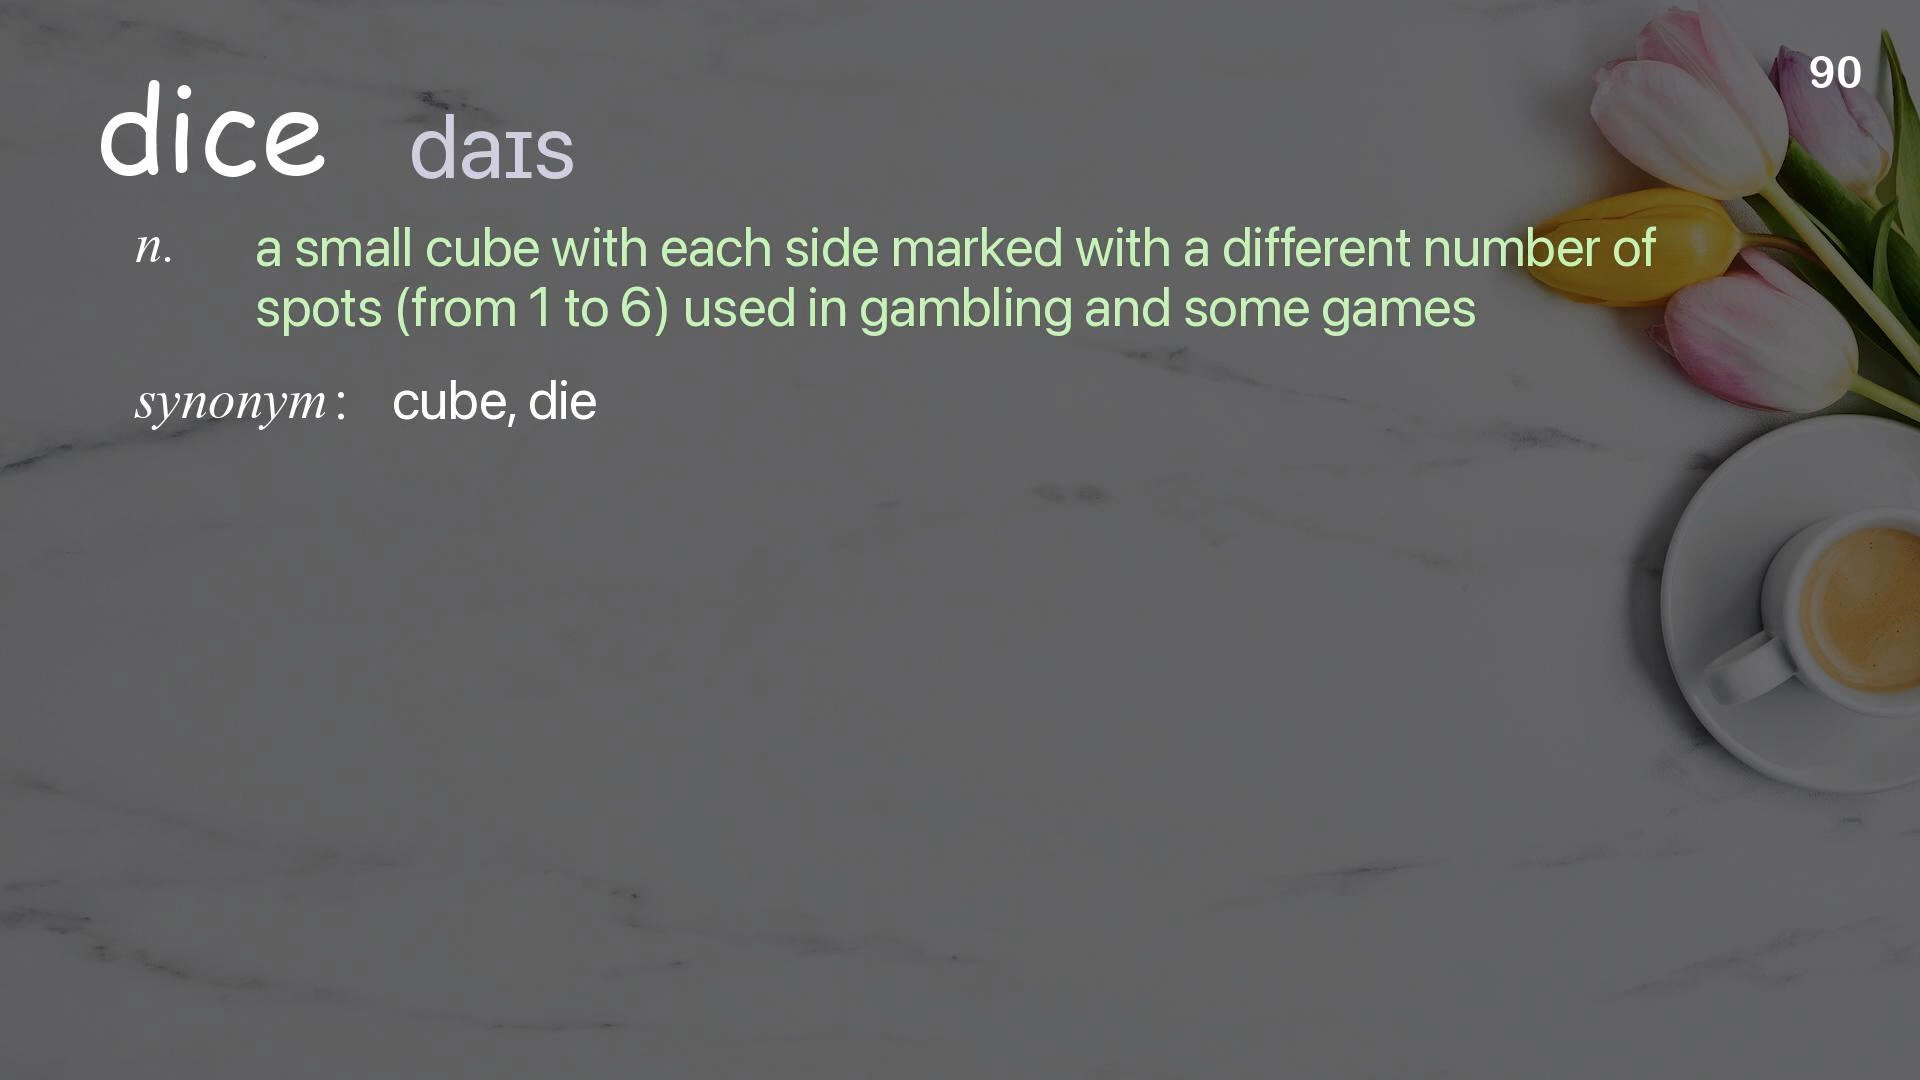 90
dice daɪs
n. a small cube with each side marked with a different number of
spots (from 1 to 6) used in gambling and some games
synonym: cube, die